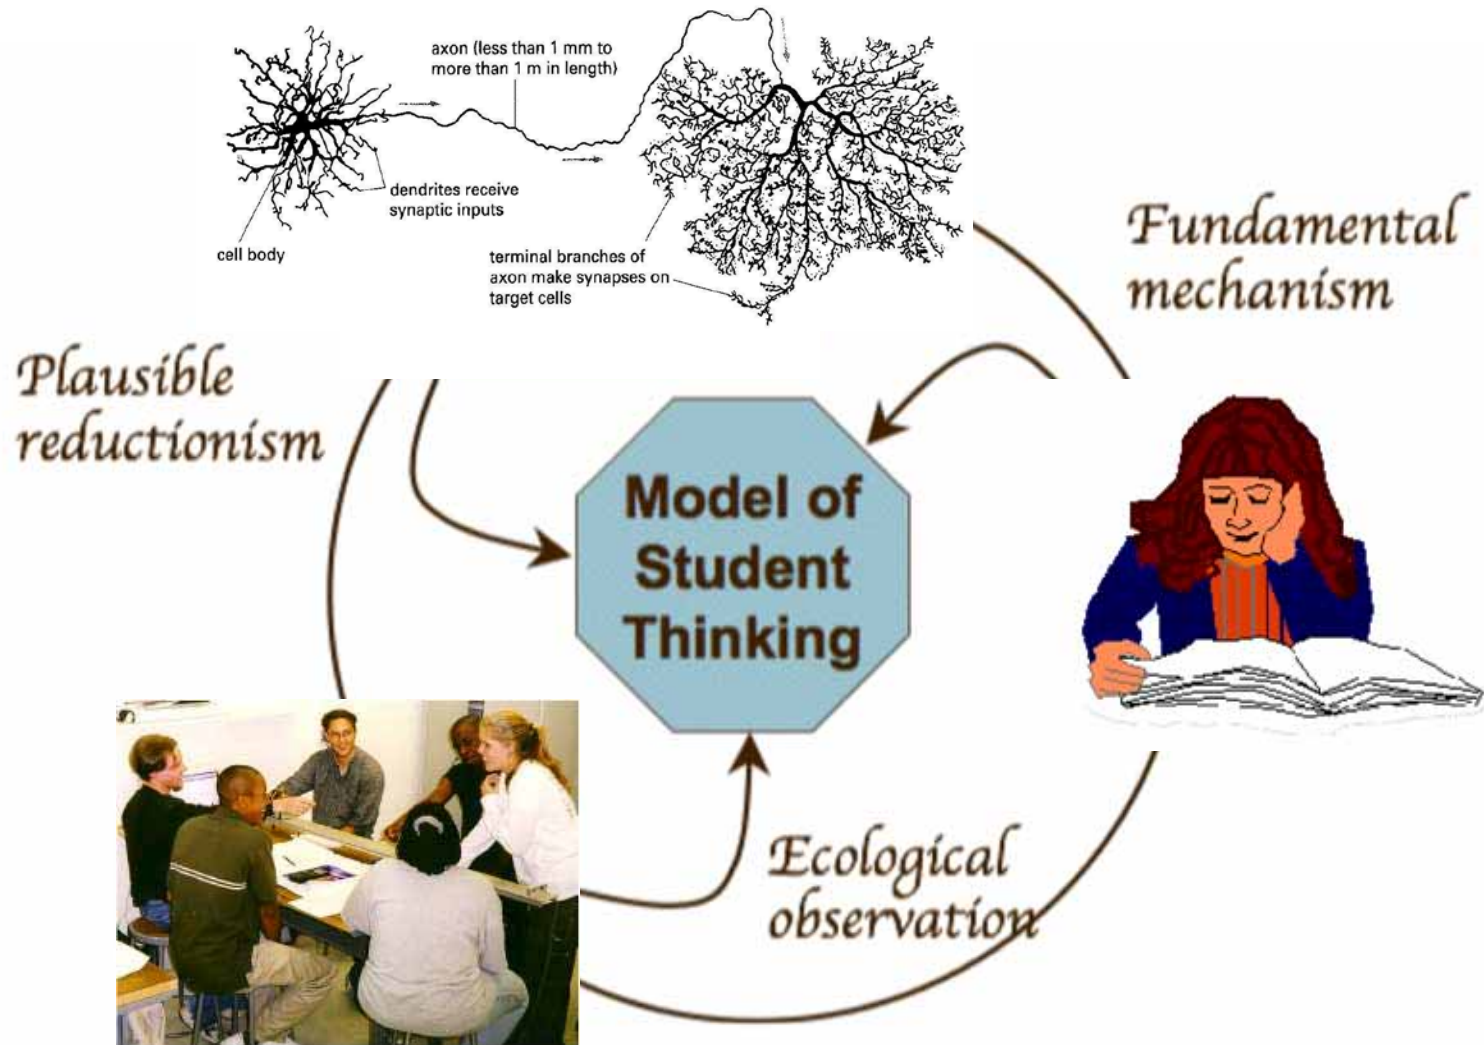 axon (less than 1 mm to
more than 1 m in length)
dendrites receive
synaptic inputs
cell body
terminal branches of
axon make synapses on
target cells
Fundamental
mechanism
Plausible
reductionism
Model of
Student
Thinking
Ecological
observation